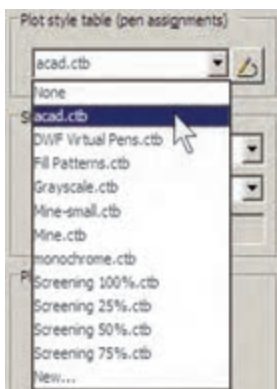 Plot style table (pen assignments)
acad.ctb
None
acad.ctb
DWF Virtual Pens.ctb
Fill Patterns.ctb
Grayscale.ctb
Mine-small.ctb
Mine.ctb
monochrome.ctb
Screening 100%.ctb
Screening 25%.ctb
Screening 50%.ctb
Screening 75%.ctb
New...